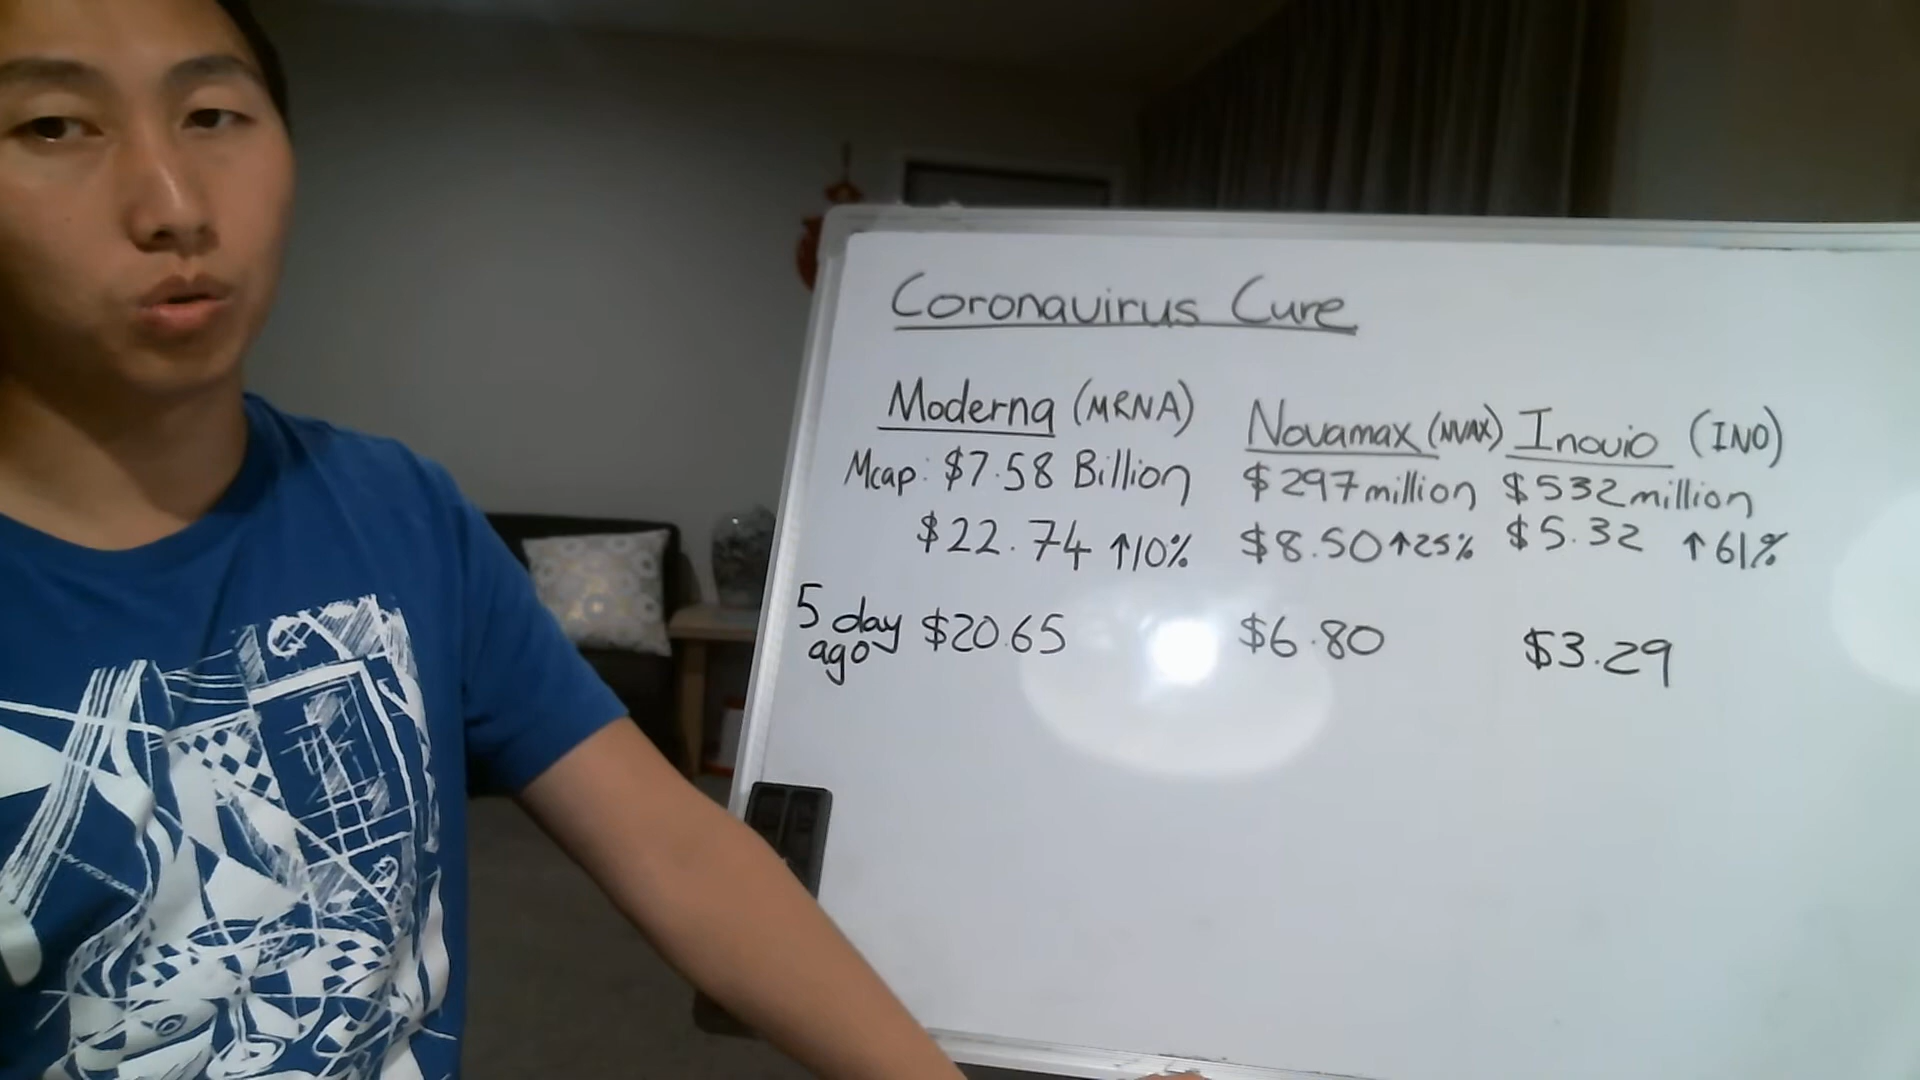 Coronavirus Cure
Moderna (MRNA) Novamax (NVAX) Inovio (INO)
Mcap: $7.58 Billion $297 million $532 million
$22.74 ↑10% $8.50 ↑25% $5.32 ↑61%
5 day ago $20.65 $6.80 $3.29